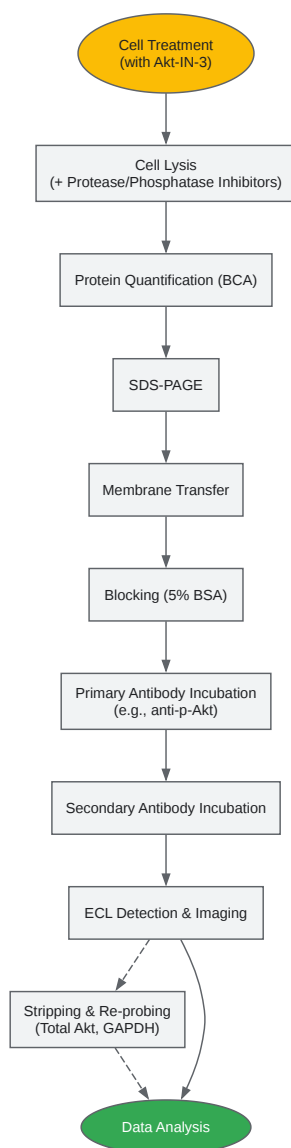 Cell Treatment
(with Akt-IN-3)
Cell Lysis
(+ Protease/Phosphatase Inhibitors)
Protein Quantification (BCA)
SDS-PAGE
Membrane Transfer
Blocking (5% BSA)
Primary Antibody Incubation
(e.g., anti-p-Akt)
Secondary Antibody Incubation
ECL Detection & Imaging
Stripping & Re-probing
(Total Akt, GAPDH)
Data Analysis